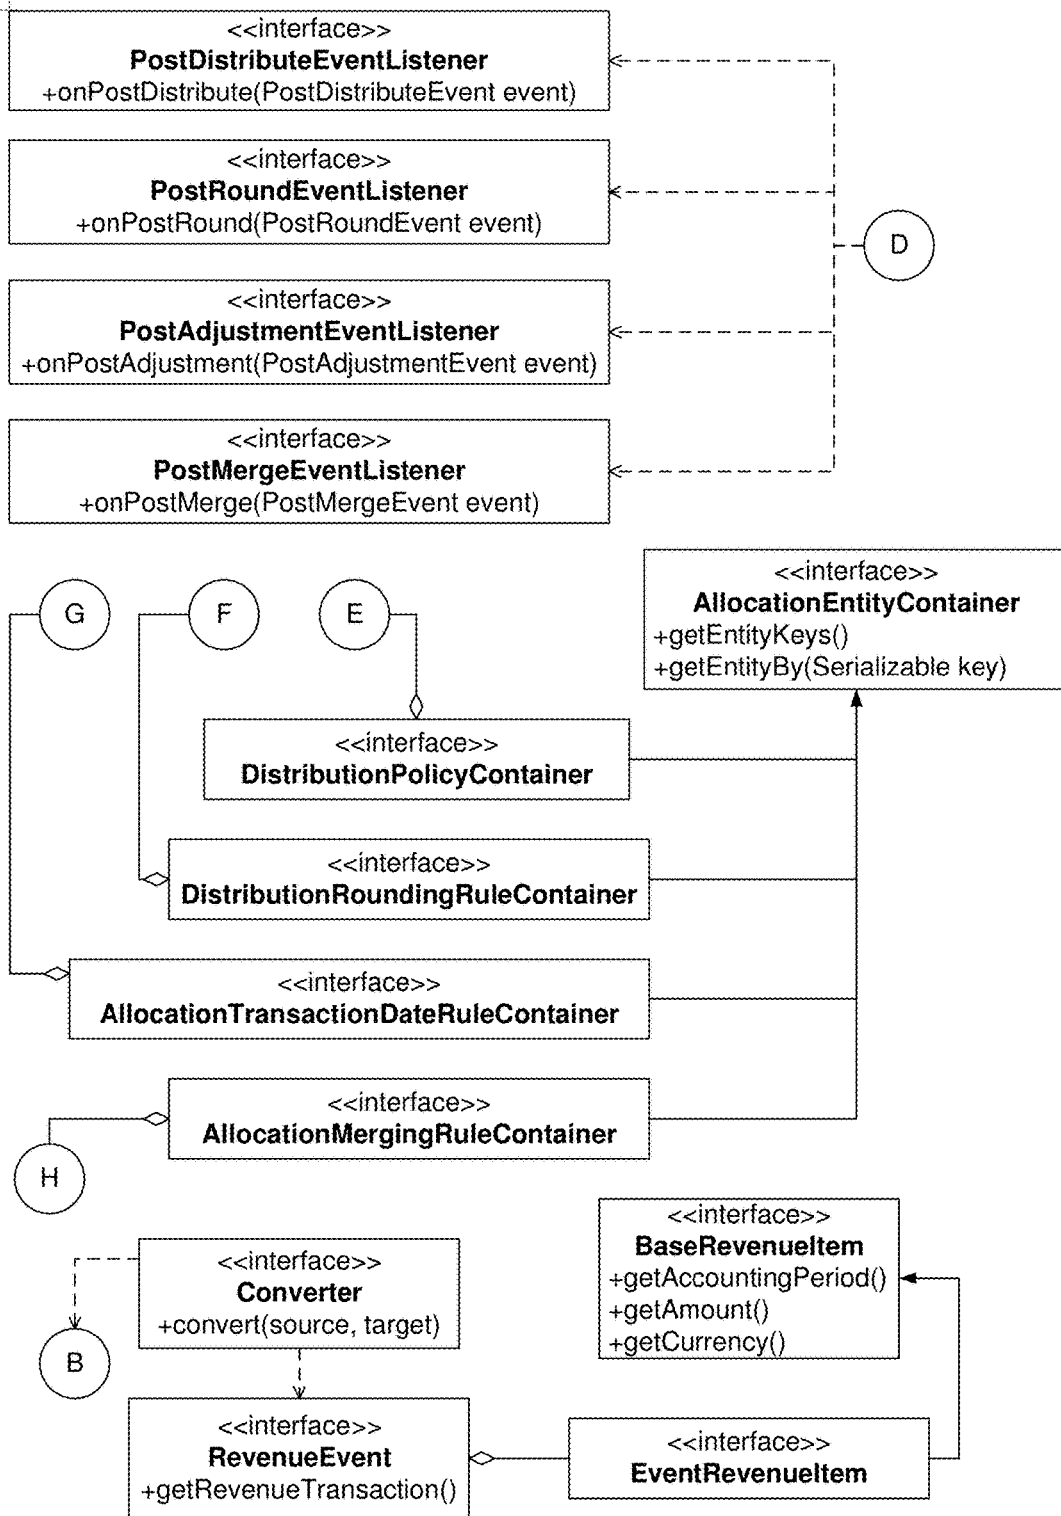 <<interface>>
PostDistributeEventListener
+onPostDistribute(PostDistributeEvent event)
<<interface>>
PostRoundEventListener
+onPostRound(PostRoundEvent event)
D
<<interface>>
PostAdjustmentEventListener
+onPostAdjustment(PostAdjustmentEvent event)
<<interface>>
PostMergeEventListener
+onPostMerge(PostMergeEvent event)
G
F
E
<<interface>>
AllocationEntityContainer
+getEntityKeys()
+getEntityBy(Serializable key)
<<interface>>
DistributionPolicyContainer
<<interface>>
DistributionRoundingRuleContainer
<<interface>>
AllocationTransactionDateRuleContainer
<<interface>>
AllocationMergingRuleContainer
H
<<interface>>
BaseRevenueItem
+getAccountingPeriod()
+getAmount()
+getCurrency()
<<interface>>
Converter
+convert(source, target)
B
<<interface>>
RevenueEvent
+getRevenueTransaction()
<<interface>>
EventRevenueItem